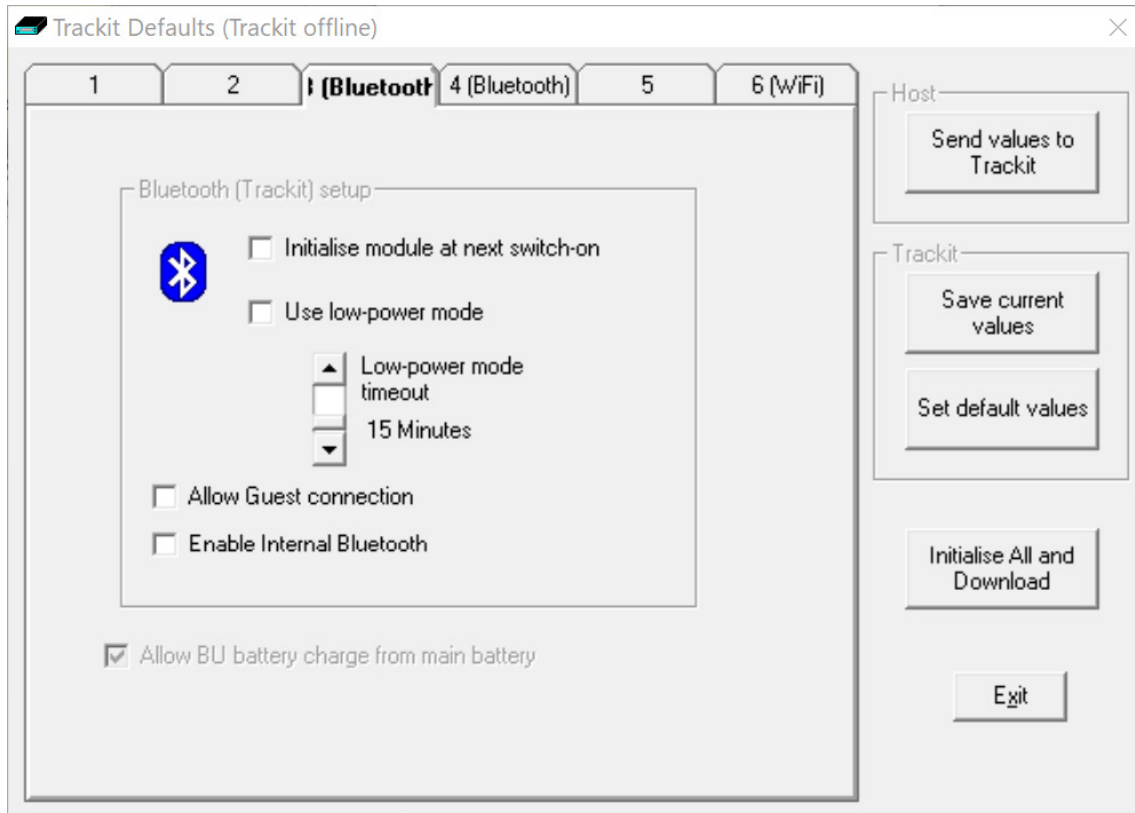 Trackit Defaults (Trackit offline)
1
2
(Bluetooth
4 (Bluetooth)
5
6 (WiFi)
Bluetooth (Trackit) setup
Initialise module at next switch-on
Use low-power mode
Low-power mode
timeout
15 Minutes
Allow Guest connection
Enable Internal Bluetooth
Allow BU battery charge from main battery
Host
Send values to
Trackit
Trackit
Save current
values
Set default values
Initialise All and
Download
Exit